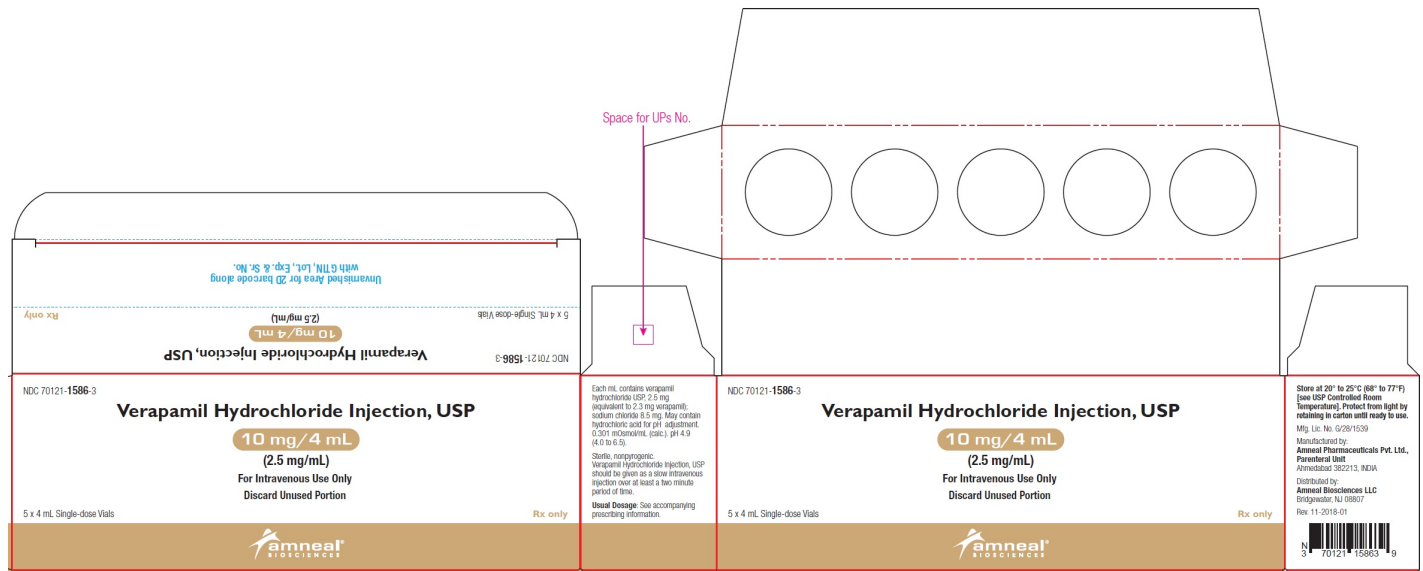 Space for UPs No.
Unvarnished Area for 2D barcode along
with GTIN, Lot, Exp. & Sr. No.
5 x 4 mL Single-dose Vials
Rx only
(2.5 mg/mL)
10 mg/4 mL
Verapamil Hydrochloride Injection, USP
NDC 70121-1586-3
NDC 70121-1586-3
Verapamil Hydrochloride Injection, USP
10 mg/4 mL
(2.5 mg/mL)
For Intravenous Use Only
Discard Unused Portion
5 x 4 mL Single-dose Vials
Rx only
amneal®
BIOSCIENCES
Each mL contains verapamil
hydrochloride USP, 2.5 mg
(equivalent to 2.3 mg verapamil);
sodium chloride 8.5 mg. May contain
hydrochloric acid for pH adjustment.
0.301 mOsmol/mL (calc.). pH 4.9
(4.0 to 6.5).
Sterile, nonpyrogenic.
Verapamil Hydrochloride Injection, USP
should be given as a slow intravenous
injection over at least a two minute
period of time.
Usual Dosage: See accompanying
prescribing information.
NDC 70121-1586-3
Verapamil Hydrochloride Injection, USP
10 mg/4 mL
(2.5 mg/mL)
For Intravenous Use Only
Discard Unused Portion
5 x 4 mL Single-dose Vials
Rx only
amneal®
BIOSCIENCES
Store at 20° to 25°C (68° to 77°F)
[see USP Controlled Room
Temperature]. Protect from light by
retaining in carton until ready to use.
Mfg. Lic. No. G/28/1539
Manufactured by:
Amneal Pharmaceuticals Pvt. Ltd.,
Parenteral Unit
Ahmedabad 382213, INDIA
Distributed by:
Amneal Biosciences LLC
Bridgewater, NJ 08807
Rev. 11-2018-01
N
3 70121 15863 9